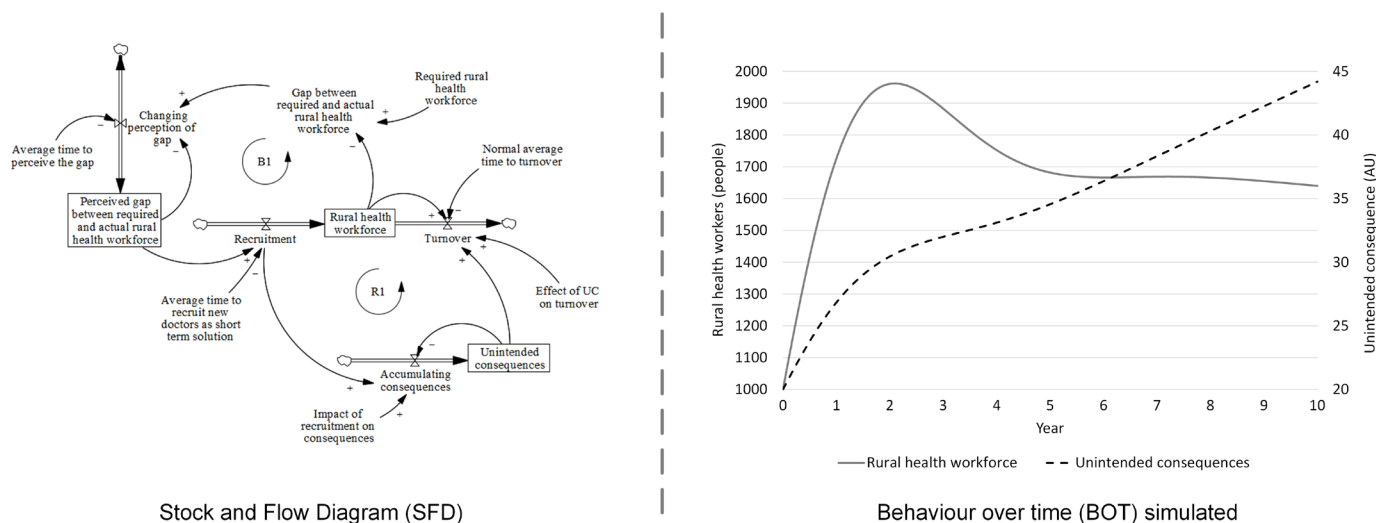 Changing
perception of
gap
+
−
−
Average time to
perceive the gap
Perceived gap
between required
and actual rural
health workforce
Gap between
required and actual
rural health
workforce
−
+
Required rural
health
workforce
B1
Normal average
time to turnover
Recruitment
+
−
Rural health
workforce
+
−
Turnover
+
+
Average time to
recruit new
doctors as short
term solution
R1
Effect of UC
on turnover
−
Unintended
consequences
Accumulating
consequences
+
+
Impact of
recruitment on
consequences
Stock and Flow Diagram (SFD)
Rural health workers (people)
2000
1900
1800
1700
1600
1500
1400
1300
1200
1100
1000
0 1 2 3 4 5 6 7 8 9 10
Year
45
40
35
30
25
20
Unintended consequence (AU)
Rural health workforce
Unintended consequences
Behaviour over time (BOT) simulated